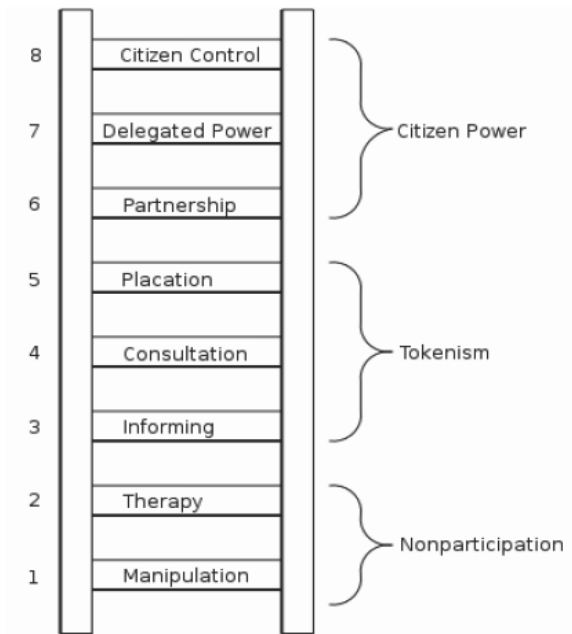 8 Citizen Control
7 Delegated Power
Citizen Power
6 Partnership
5 Placation
4 Consultation
Tokenism
3 Informing
2 Therapy
Nonparticipation
1 Manipulation